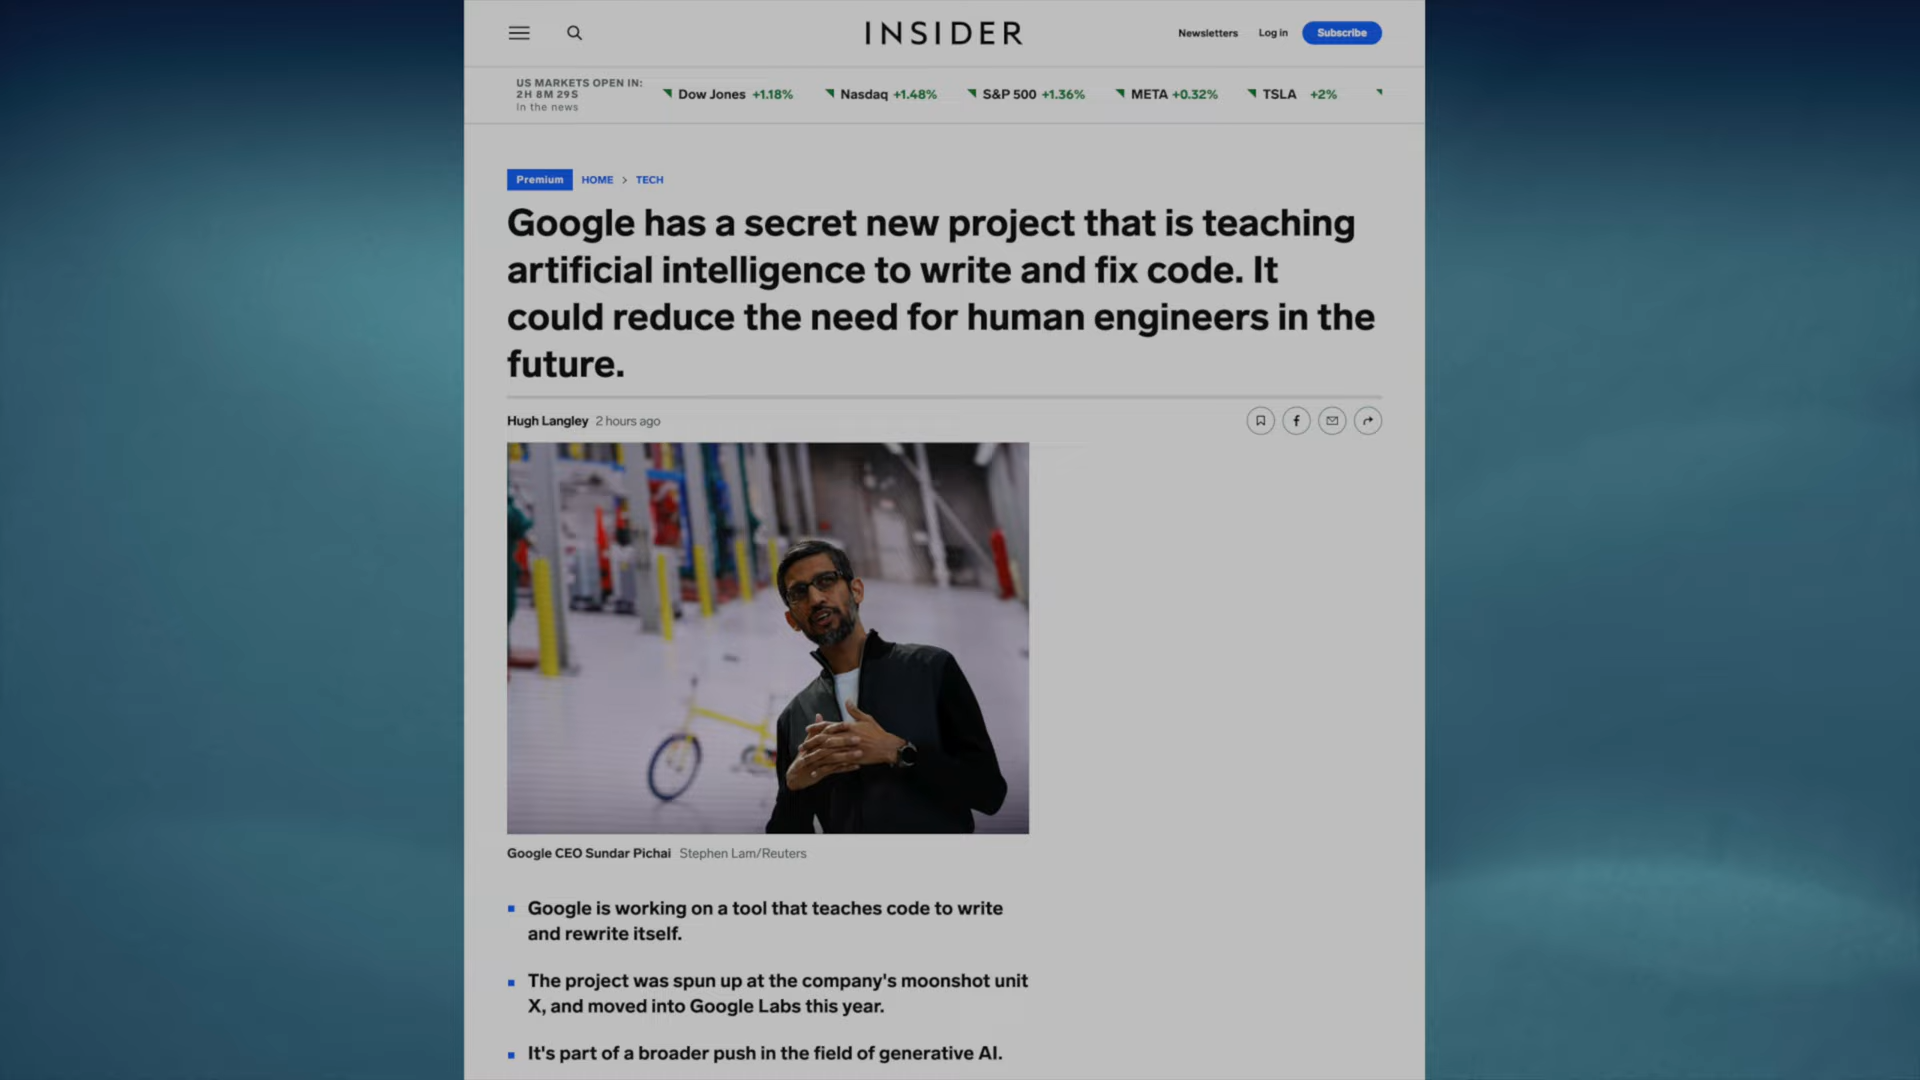 INSIDER
Newsletters
Log in
Subscribe
US MARKETS OPEN IN:
2H 8M 29S
In the news
Dow Jones +1.18%
Nasdaq +1.48%
S&P 500 +1.36%
META +0.32%
TSLA +2%
Premium
HOME > TECH
Google has a secret new project that is teaching
artificial intelligence to write and fix code. It
could reduce the need for human engineers in the
future.
Hugh Langley 2 hours ago
Google CEO Sundar Pichai Stephen Lam/Reuters
Google is working on a tool that teaches code to write
and rewrite itself.
The project was spun up at the company's moonshot unit
X, and moved into Google Labs this year.
It's part of a broader push in the field of generative AI.